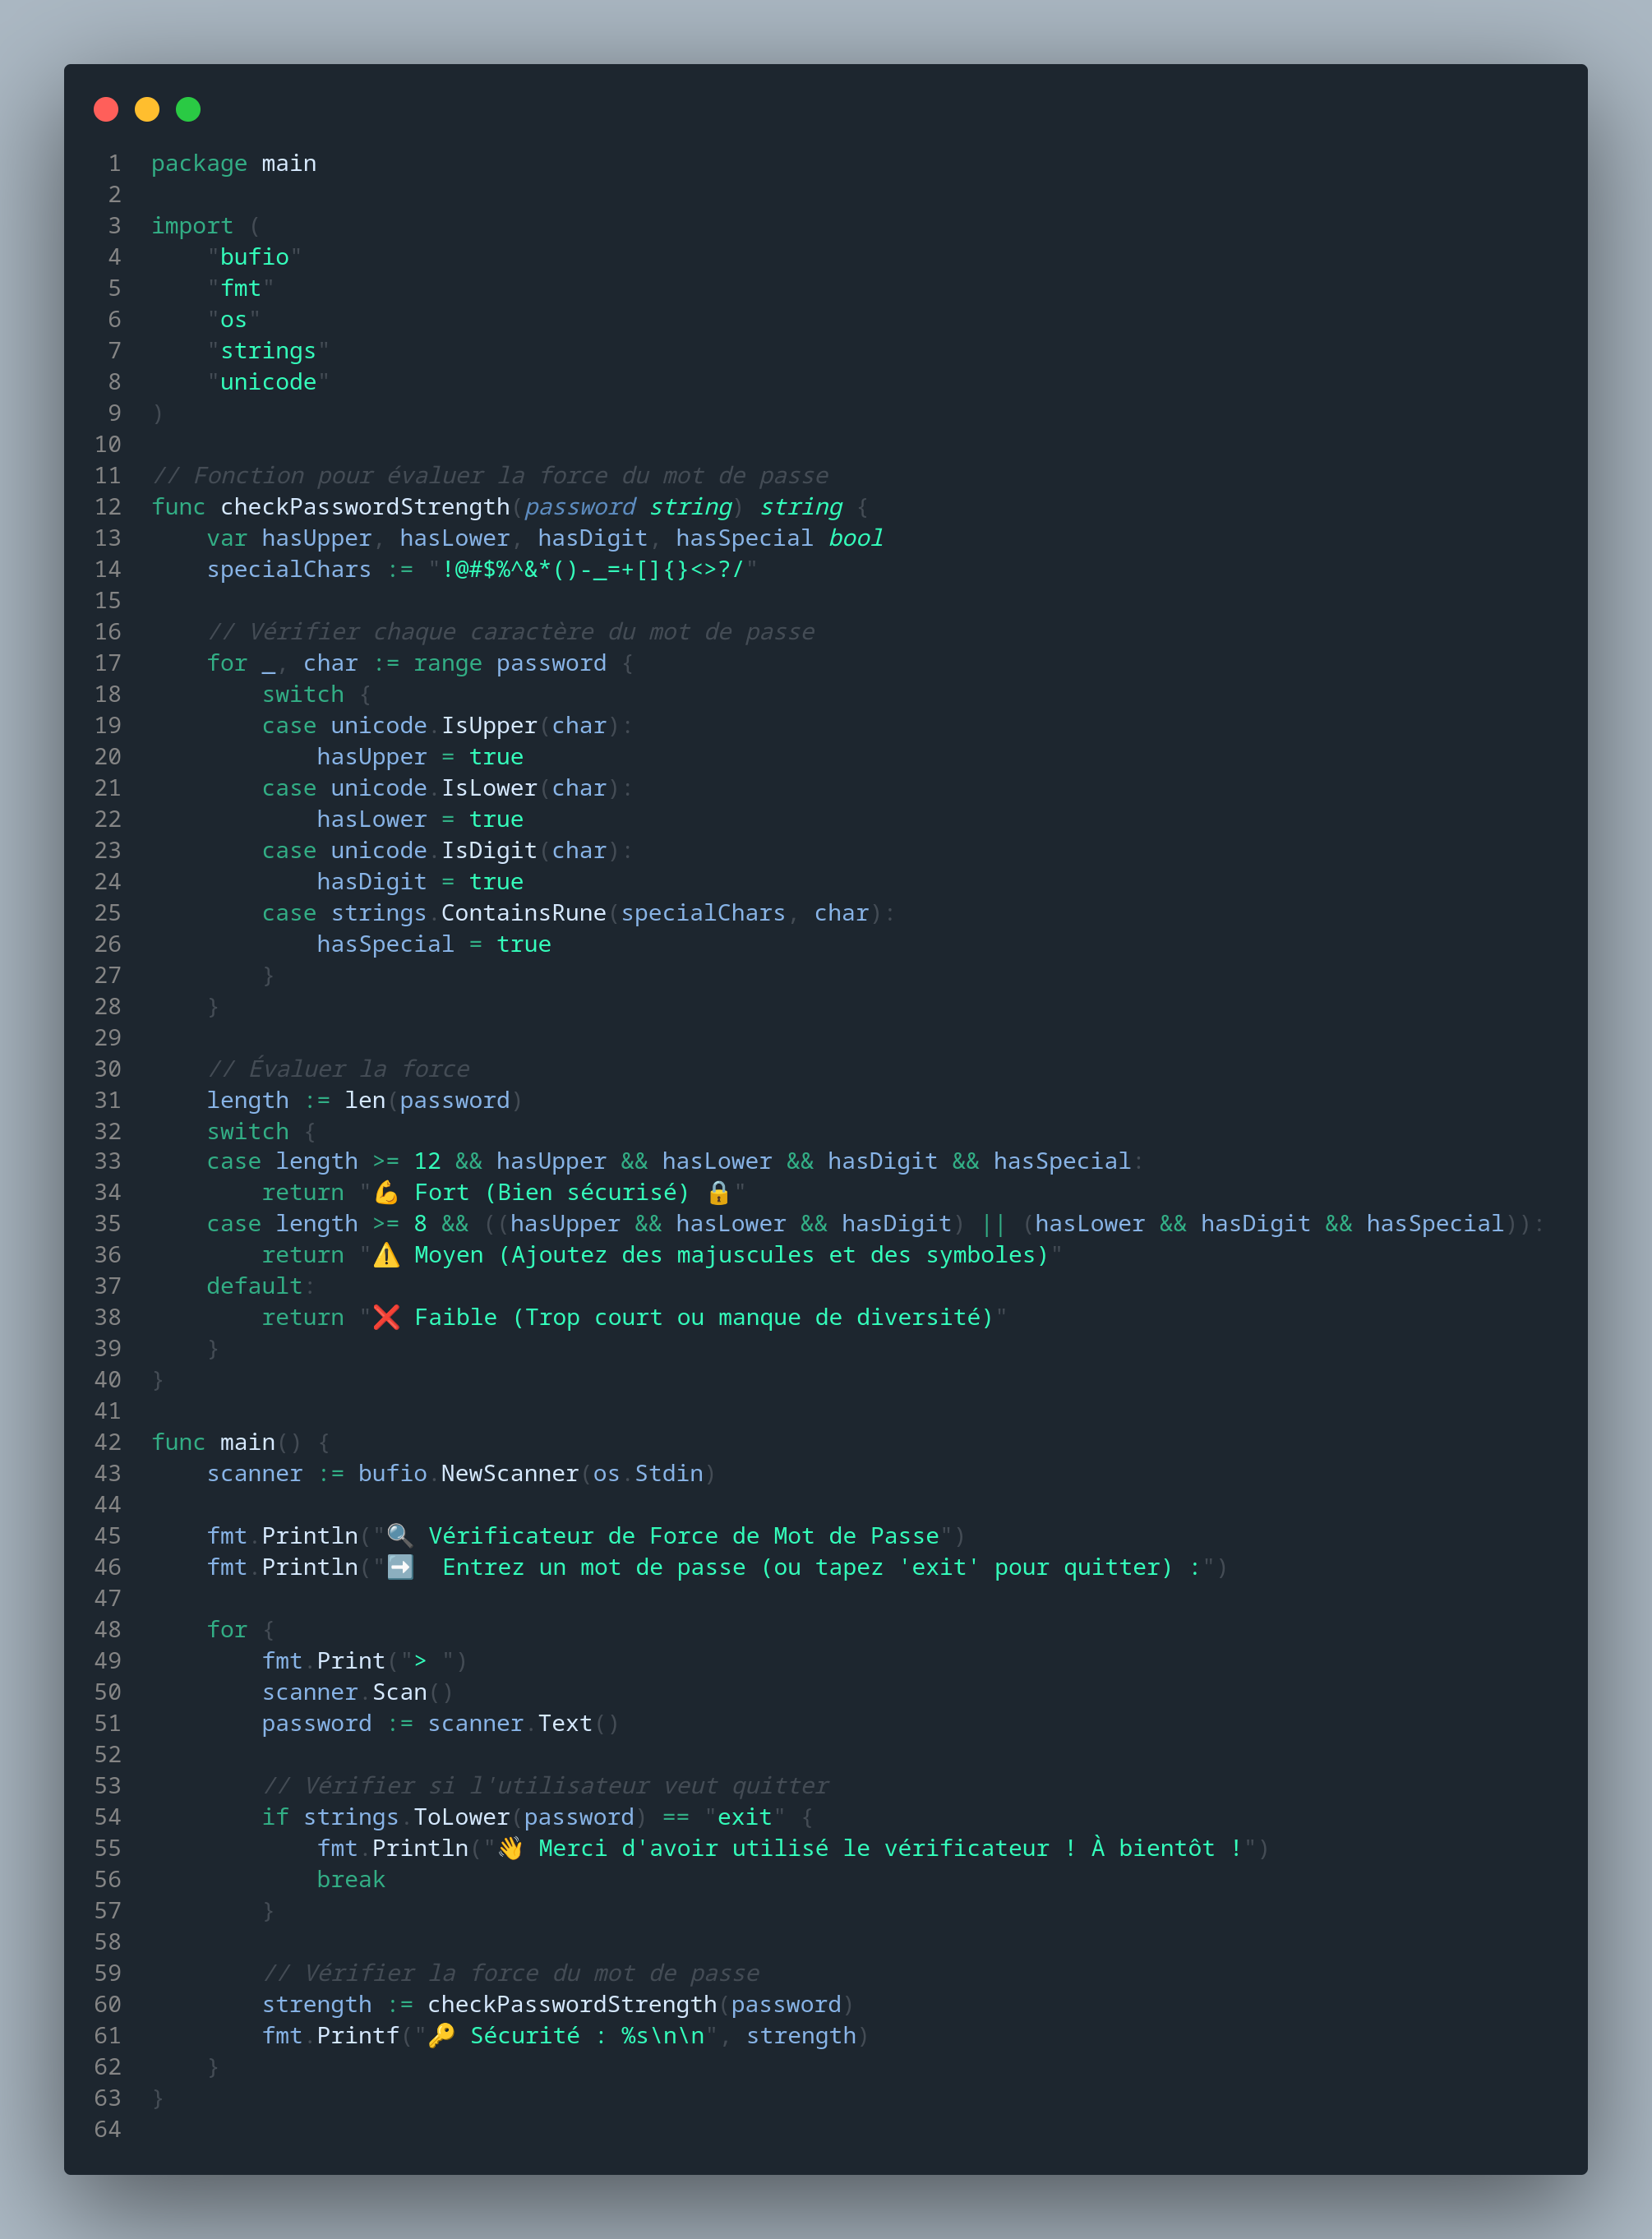 1 package main
2
3 import (
4     "bufio"
5     "fmt"
6     "os"
7     "strings"
8     "unicode"
9 )
10
11 // Fonction pour évaluer la force du mot de passe
12 func checkPasswordStrength(password string) string {
13     var hasUpper, hasLower, hasDigit, hasSpecial bool
14     specialChars := "!@#$%^&*()-_=+[]{}<>?/"
15
16     // Vérifier chaque caractère du mot de passe
17     for _, char := range password {
18         switch {
19         case unicode.IsUpper(char):
20             hasUpper = true
21         case unicode.IsLower(char):
22             hasLower = true
23         case unicode.IsDigit(char):
24             hasDigit = true
25         case strings.ContainsRune(specialChars, char):
26             hasSpecial = true
27         }
28     }
29
30     // Évaluer la force
31     length := len(password)
32     switch {
33     case length >= 12 && hasUpper && hasLower && hasDigit && hasSpecial:
34         return "💪 Fort (Bien sécurisé) 🔒"
35     case length >= 8 && ((hasUpper && hasLower && hasDigit) || (hasLower && hasDigit && hasSpecial)):
36         return "⚠️ Moyen (Ajoutez des majuscules et des symboles)"
37     default:
38         return "❌ Faible (Trop court ou manque de diversité)"
39     }
40 }
41
42 func main() {
43     scanner := bufio.NewScanner(os.Stdin)
44
45     fmt.Println("🔍 Vérificateur de Force de Mot de Passe")
46     fmt.Println("➡️  Entrez un mot de passe (ou tapez 'exit' pour quitter) :")
47
48     for {
49         fmt.Print("> ")
50         scanner.Scan()
51         password := scanner.Text()
52
53         // Vérifier si l'utilisateur veut quitter
54         if strings.ToLower(password) == "exit" {
55             fmt.Println("👋 Merci d'avoir utilisé le vérificateur ! À bientôt !")
56             break
57         }
58
59         // Vérifier la force du mot de passe
60         strength := checkPasswordStrength(password)
61         fmt.Printf("🔑 Sécurité : %s\n\n", strength)
62     }
63 }
64